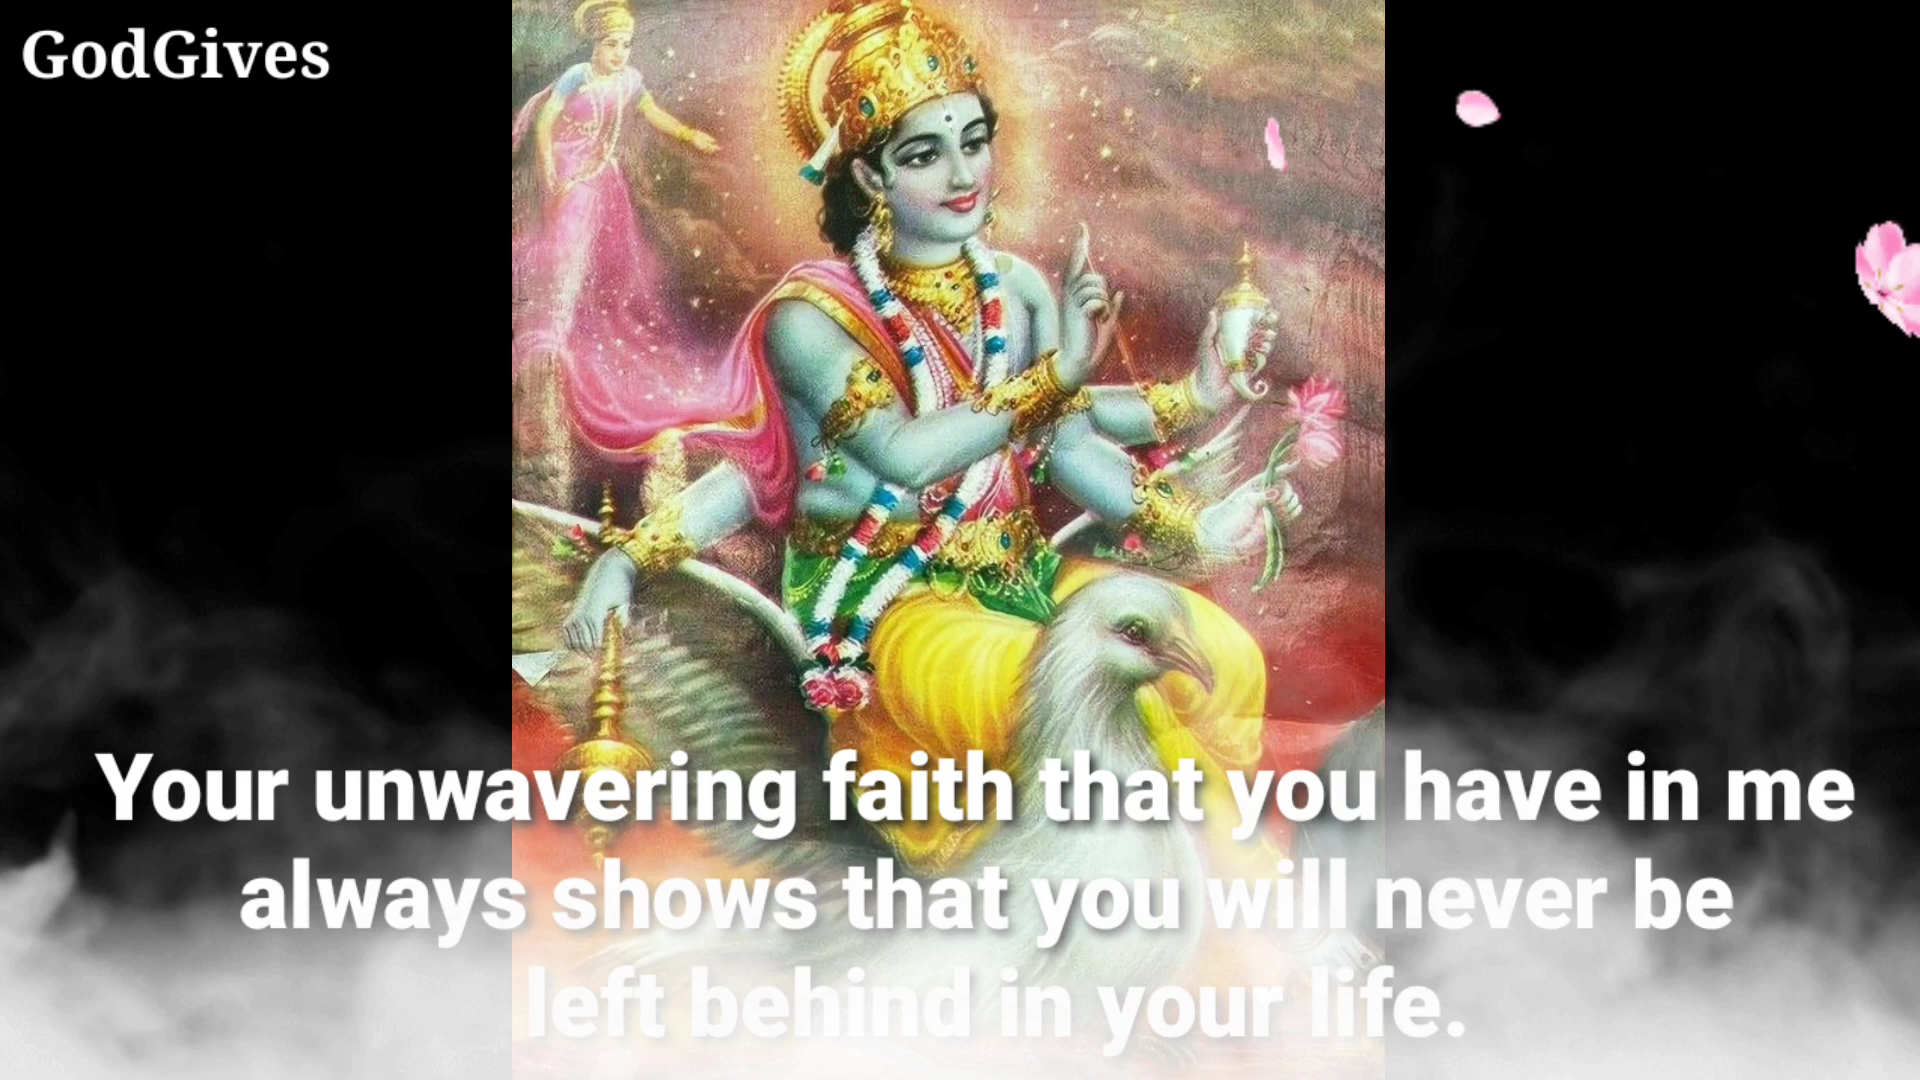 GodGives
Your unwavering faith that you have in me
always shows that you will never be
left behind in your life.